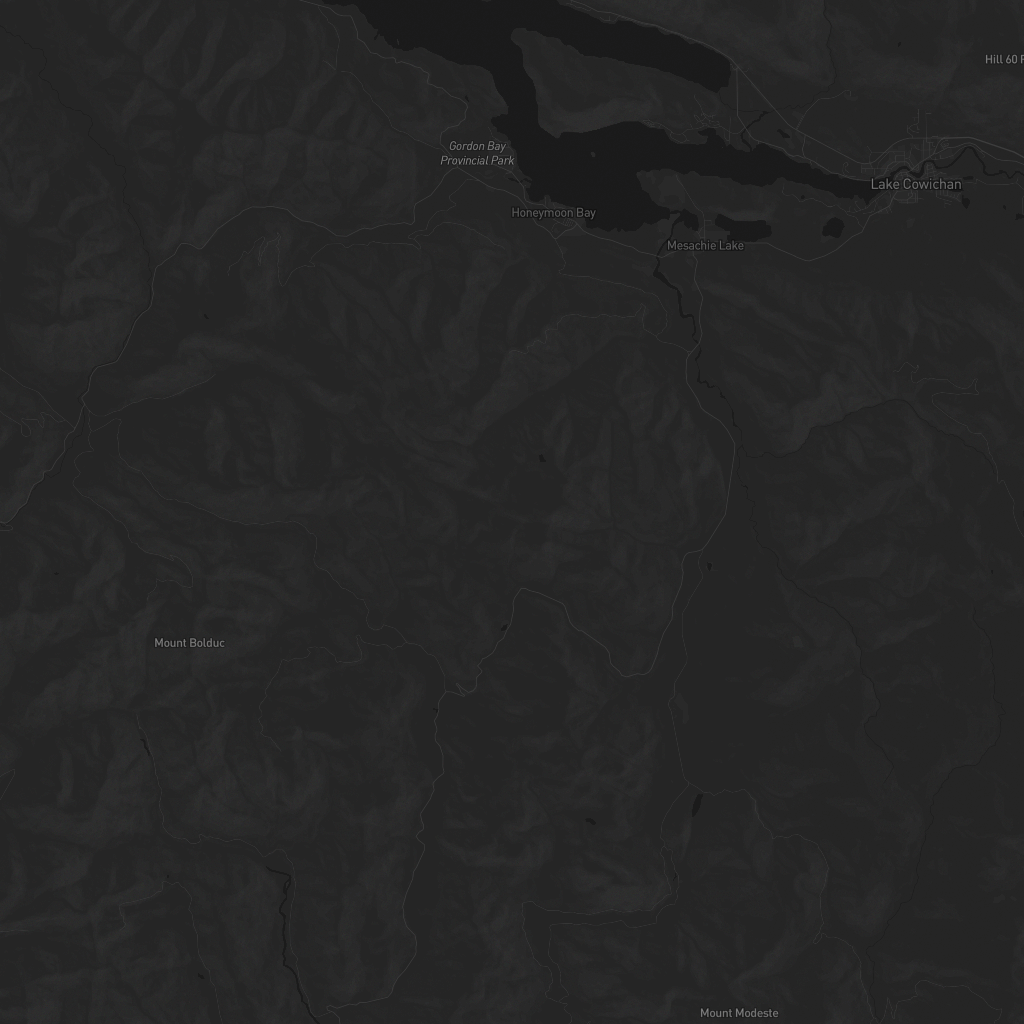 Hill 60 R
Gordon Bay
Provincial Park
Lake Cowichan
Honeymoon Bay
Mesachie Lake
Mount Bolduc
Mount Modeste